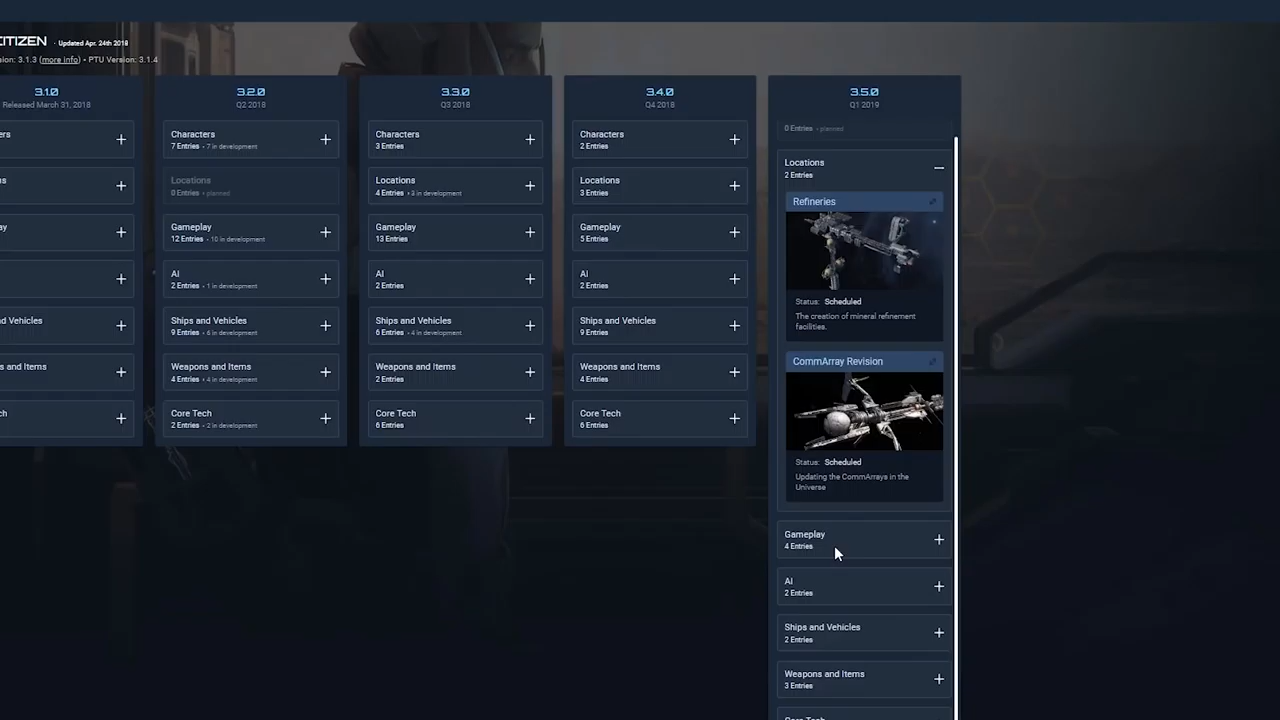 CITIZEN • Updated Apr. 24th 2018
sion: 3.1.3 (more info) • PTU Version: 3.1.4
3.1.0
Released March 31, 2018
ers
ns
ay
nd Vehicles
s and Items
ch
3.2.0
Q2 2018
Characters
7 Entries • 7 in development
Locations
0 Entries • planned
Gameplay
12 Entries • 10 in development
AI
2 Entries • 1 in development
Ships and Vehicles
9 Entries • 6 in development
Weapons and Items
4 Entries • 4 in development
Core Tech
2 Entries • 2 in development
3.3.0
Q3 2018
Characters
3 Entries
Locations
4 Entries • 3 in development
Gameplay
13 Entries
AI
2 Entries
Ships and Vehicles
6 Entries • 4 in development
Weapons and Items
2 Entries
Core Tech
6 Entries
3.4.0
Q4 2018
Characters
2 Entries
Locations
3 Entries
Gameplay
5 Entries
AI
2 Entries
Ships and Vehicles
9 Entries
Weapons and Items
4 Entries
Core Tech
6 Entries
3.5.0
Q1 2019
0 Entries • planned
Locations
2 Entries
Refineries
Status: Scheduled
The creation of mineral refinement
facilities.
CommArray Revision
Status: Scheduled
Updating the CommArrays in the
Universe
Gameplay
4 Entries
AI
2 Entries
Ships and Vehicles
2 Entries
Weapons and Items
3 Entries
Core Tech